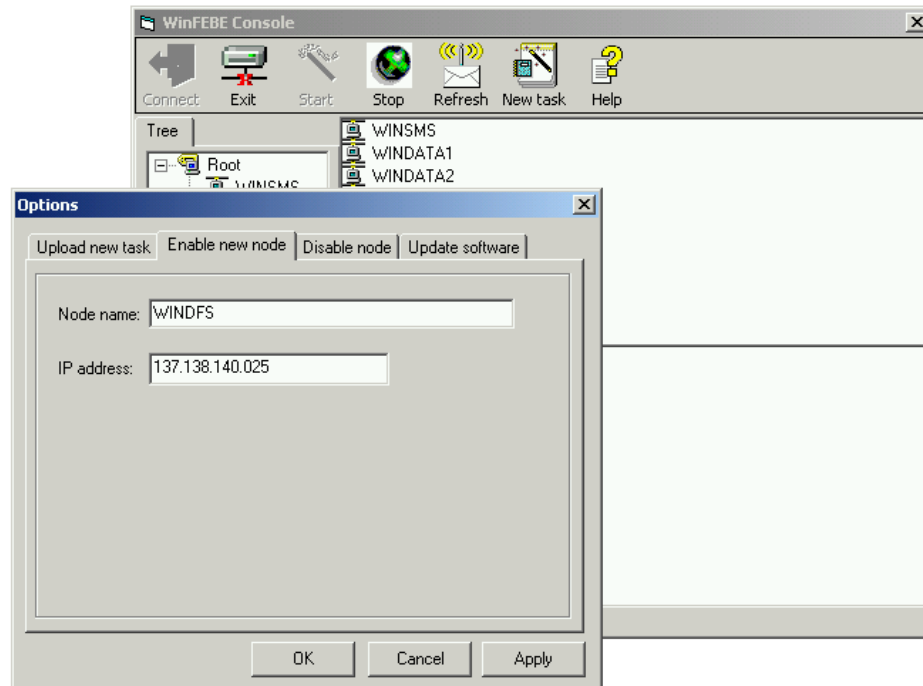 WinFEBE Console
Connect Exit Start Stop Refresh New task Help
Tree
WINSMS
WINDATA1
WINDATA2
Root
WINSMS
Options
Upload new task Enable new node Disable node Update software
Node name: WINDFS
IP address: 137.138.140.025
OK Cancel Apply